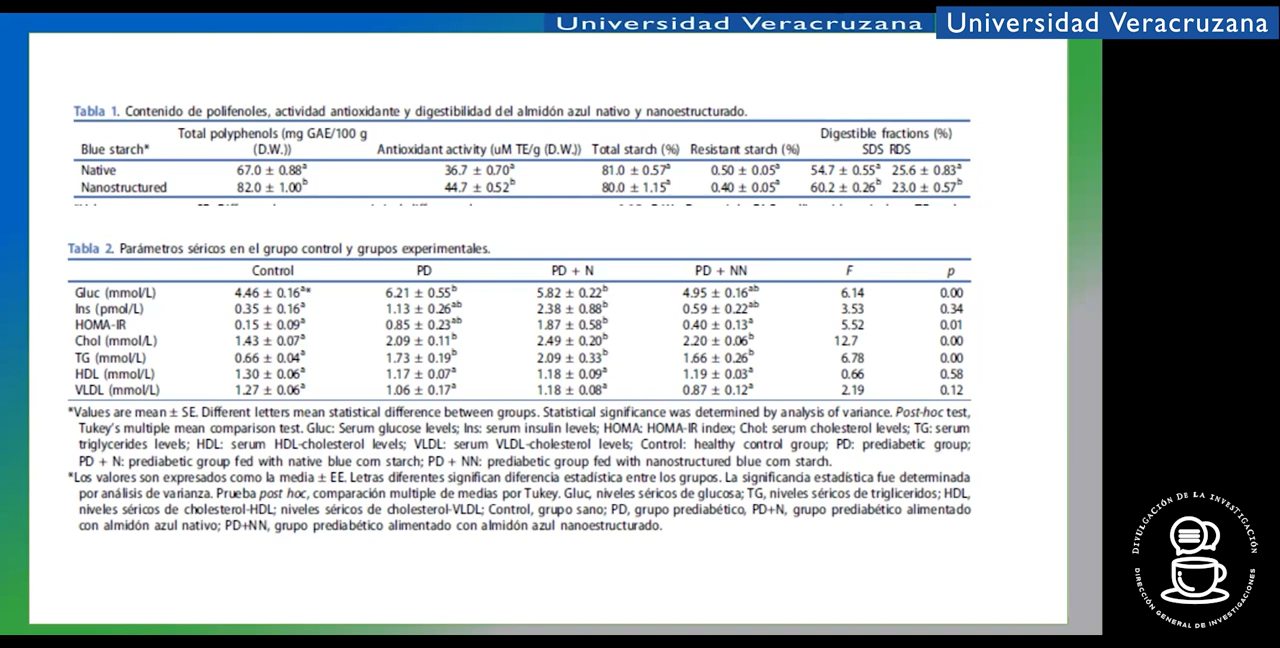 Universidad Veracruzana Universidad Veracruzana
Tabla 1. Contenido de polifenoles, actividad antioxidante y digestibilidad del almidón azul nativo y nanoestructurado.
Total polyphenols (mg GAE/100 g Digestible fractions (%)
Blue starch* (D.W.)) Antioxidant activity (uM TE/g (D.W.)) Total starch (%) Resistant starch (%) SDS RDS
Native 67.0 ± 0.88a 36.7 ± 0.70a 81.0 ± 0.57a 0.50 ± 0.05a 54.7 ± 0.55a 25.6 ± 0.83a
Nanostructured 82.0 ± 1.00b 44.7 ± 0.52b 80.0 ± 1.15a 0.40 ± 0.05a 60.2 ± 0.26b 23.0 ± 0.57b
Tabla 2. Parámetros séricos en el grupo control y grupos experimentales.
Control PD PD + N PD + NN F p
Gluc (mmol/L) 4.46 ± 0.16a* 6.21 ± 0.55b 5.82 ± 0.22b 4.95 ± 0.16ab 6.14 0.00
Ins (pmol/L) 0.35 ± 0.16a 1.13 ± 0.26ab 2.38 ± 0.88b 0.59 ± 0.22ab 3.53 0.34
HOMA-IR 0.15 ± 0.09a 0.85 ± 0.23ab 1.87 ± 0.58b 0.40 ± 0.13a 5.52 0.01
Chol (mmol/L) 1.43 ± 0.07a 2.09 ± 0.11b 2.49 ± 0.20b 2.20 ± 0.06b 12.7 0.00
TG (mmol/L) 0.66 ± 0.04a 1.73 ± 0.19b 2.09 ± 0.33b 1.66 ± 0.26b 6.78 0.00
HDL (mmol/L) 1.30 ± 0.06a 1.17 ± 0.07a 1.18 ± 0.09a 1.19 ± 0.03a 0.66 0.58
VLDL (mmol/L) 1.27 ± 0.06a 1.06 ± 0.17a 1.18 ± 0.08a 0.87 ± 0.12a 2.19 0.12
*Values are mean ± SE. Different letters mean statistical difference between groups. Statistical significance was determined by analysis of variance. Post-hoc test,
Tukey's multiple mean comparison test. Gluc: Serum glucose levels; Ins: serum insulin levels; HOMA: HOMA-IR index; Chol: serum cholesterol levels; TG: serum
triglycerides levels; HDL: serum HDL-cholesterol levels; VLDL: serum VLDL-cholesterol levels; Control: healthy control group; PD: prediabetic group;
PD + N: prediabetic group fed with native blue corn starch; PD + NN: prediabetic group fed with nanostructured blue corn starch.
*Los valores son expresados como la media ± EE. Letras diferentes significan diferencia estadística entre los grupos. La significancia estadística fue determinada
por análisis de varianza. Prueba post hoc, comparación multiple de medias por Tukey. Gluc, niveles séricos de glucosa; TG, niveles séricos de trigliceridos; HDL,
niveles séricos de cholesterol-HDL; niveles séricos de cholesterol-VLDL; Control, grupo sano; PD, grupo prediabético, PD+N, grupo prediabético alimentado
con almidón azul nativo; PD+NN, grupo prediabético alimentado con almidón azul nanoestructurado.
DIVULGACIÓN DE LA INVESTIGACIÓN
DIRECCIÓN GENERAL DE INVESTIGACIONES